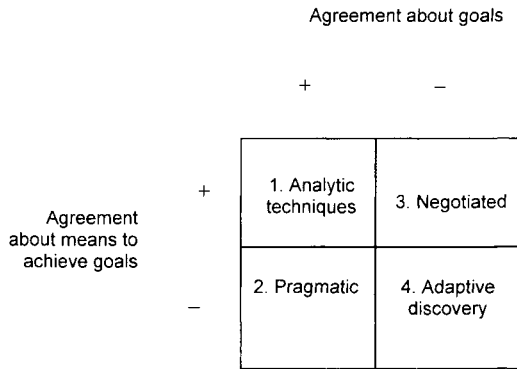 Agreement about goals
+ −
+
1. Analytic
techniques
3. Negotiated
Agreement
about means to
achieve goals
2. Pragmatic
4. Adaptive
discovery
−